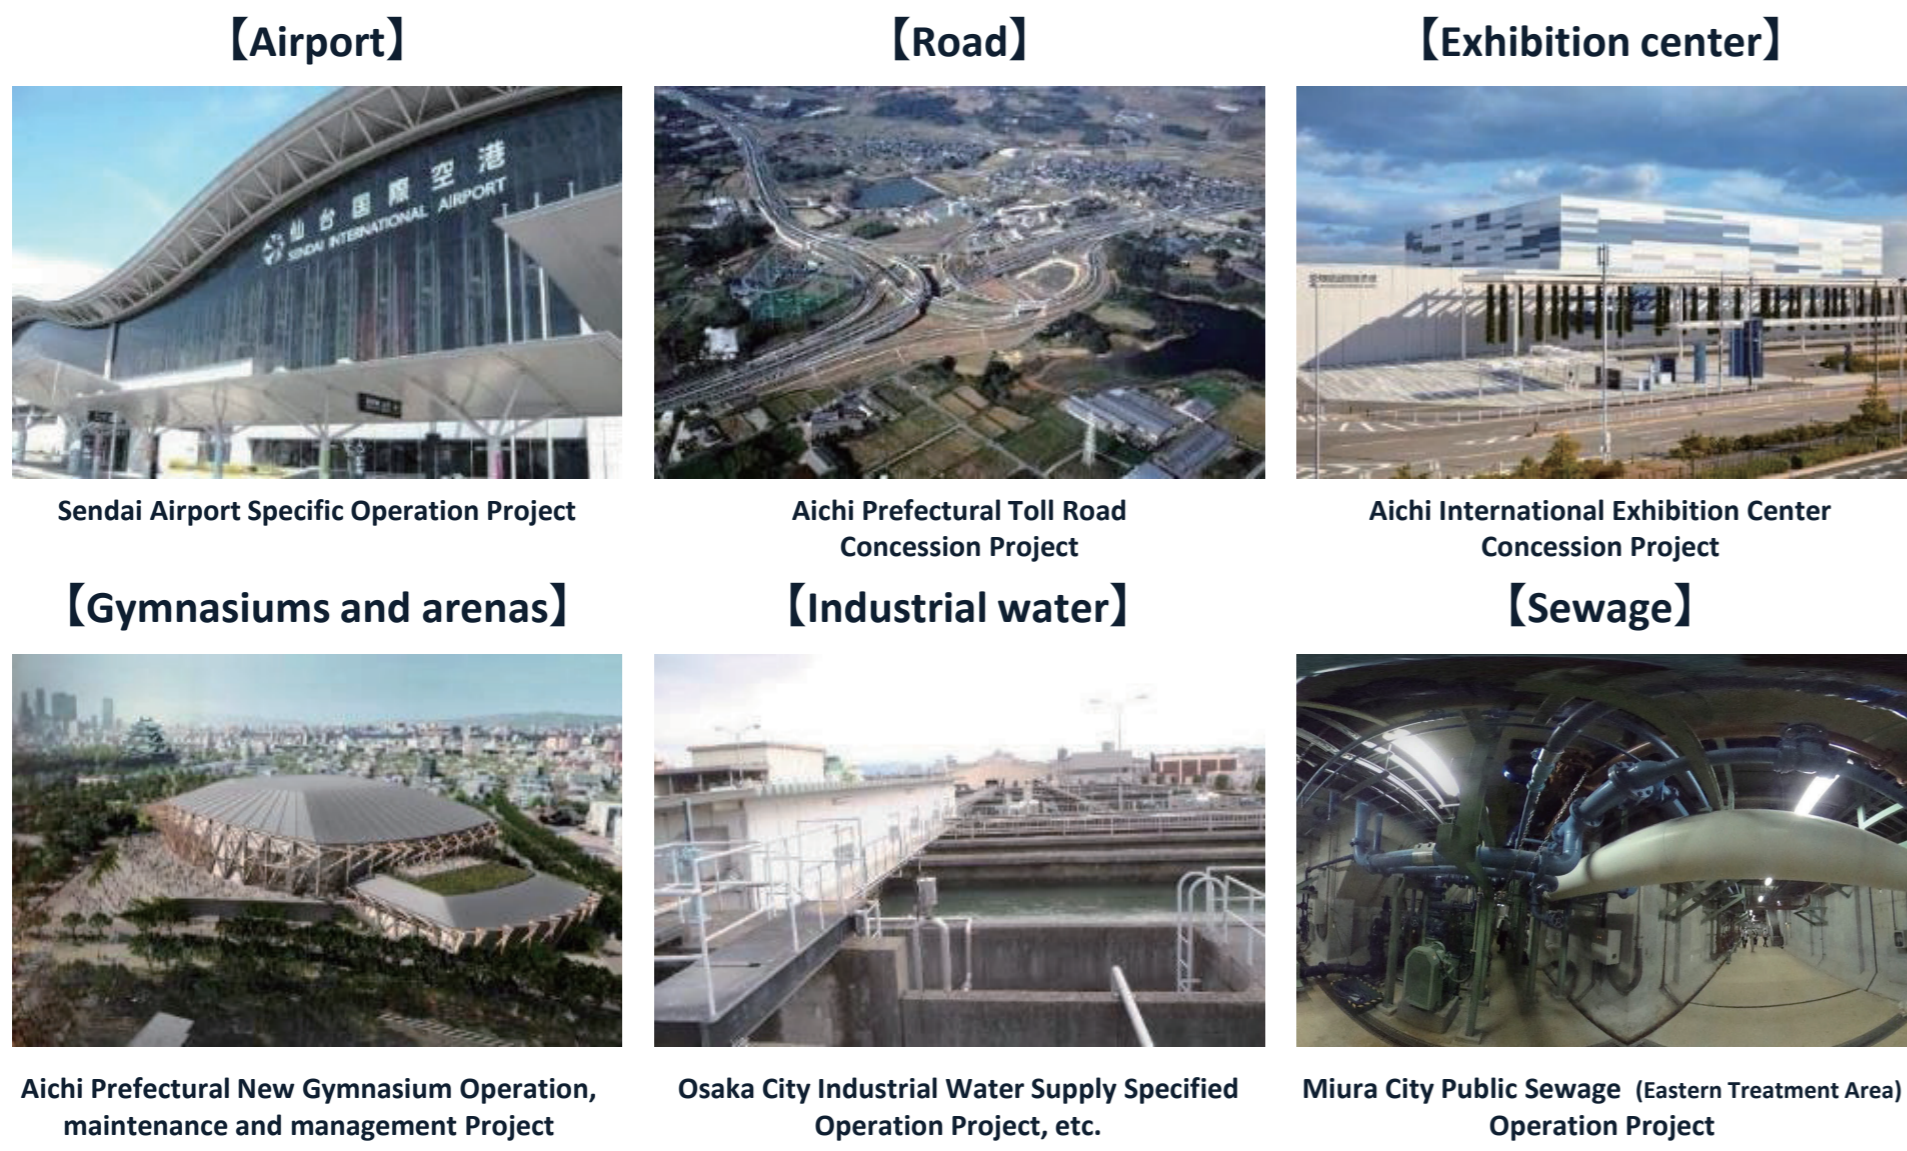 【Airport】
【Road】
【Exhibition center】
仙台国際空港
SENDAI INTERNATIONAL AIRPORT
Sendai Airport Specific Operation Project
Aichi Prefectural Toll Road
Concession Project
Aichi International Exhibition Center
Concession Project
【Gymnasiums and arenas】
【Industrial water】
【Sewage】
Aichi Prefectural New Gymnasium Operation,
maintenance and management Project
Osaka City Industrial Water Supply Specified
Operation Project, etc.
Miura City Public Sewage (Eastern Treatment Area)
Operation Project